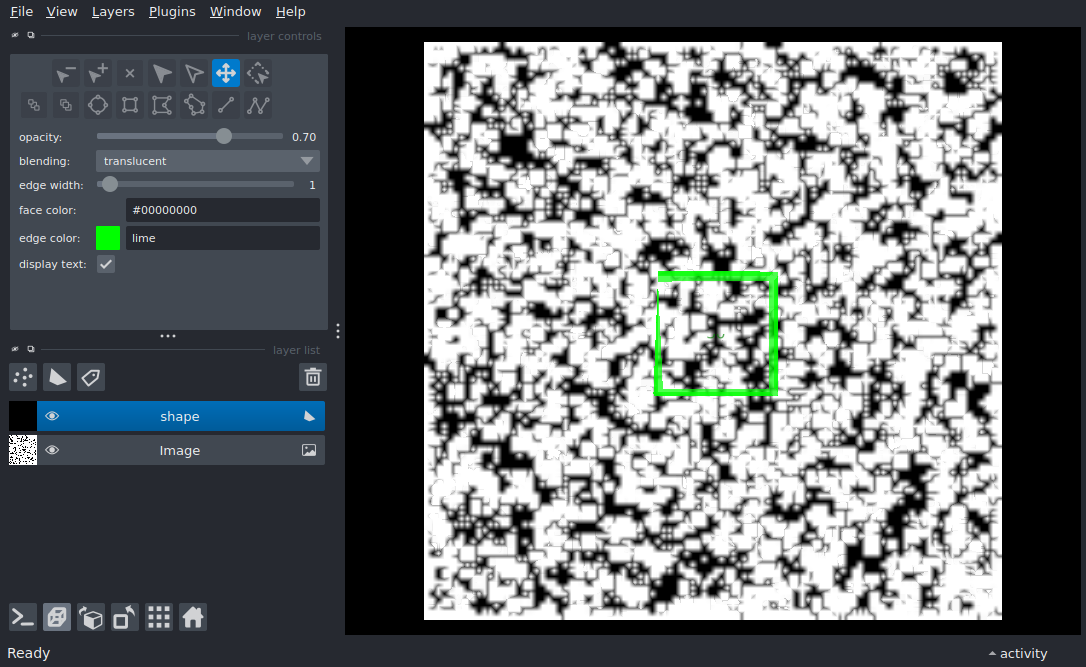 File View Layers Plugins Window Help
layer controls
opacity: 0.70
blending: translucent
edge width: 1
face color: #00000000
edge color: lime
display text:
layer list
shape
Image
Ready
activity